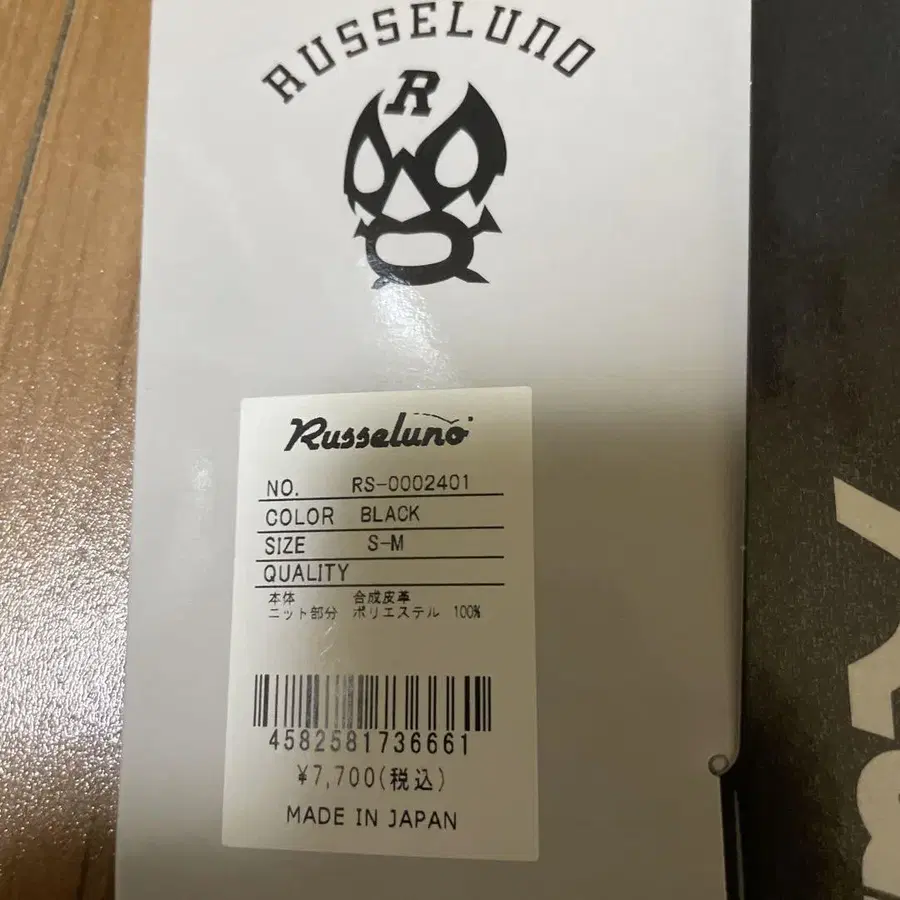 RUSSELUNO
R
Russeluno
NO. RS-0002401
COLOR BLACK
SIZE S-M
QUALITY
本体 合成皮革
ニット部分 ポリエステル 100%
4582581736661
¥7,700(税込)
MADE IN JAPAN